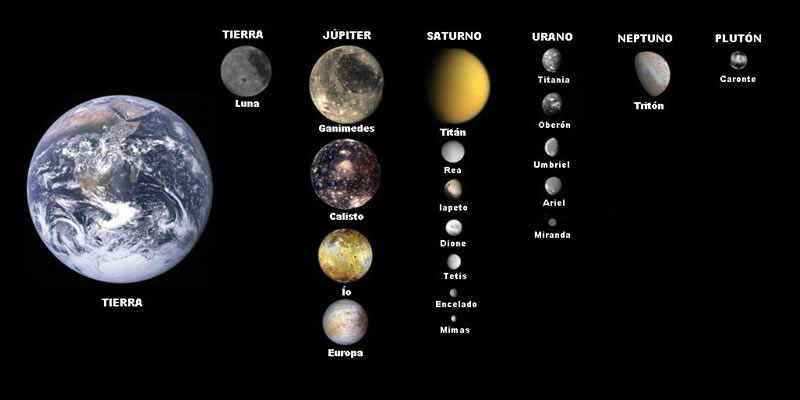 TIERRA
TIERRA
Luna
JÚPITER
Ganimedes
Calisto
Ío
Europa
SATURNO
Titán
Rea
Iapeto
Dione
Tetis
Encelado
Mimas
URANO
Titania
Oberón
Umbriel
Ariel
Miranda
NEPTUNO
Tritón
PLUTÓN
Caronte